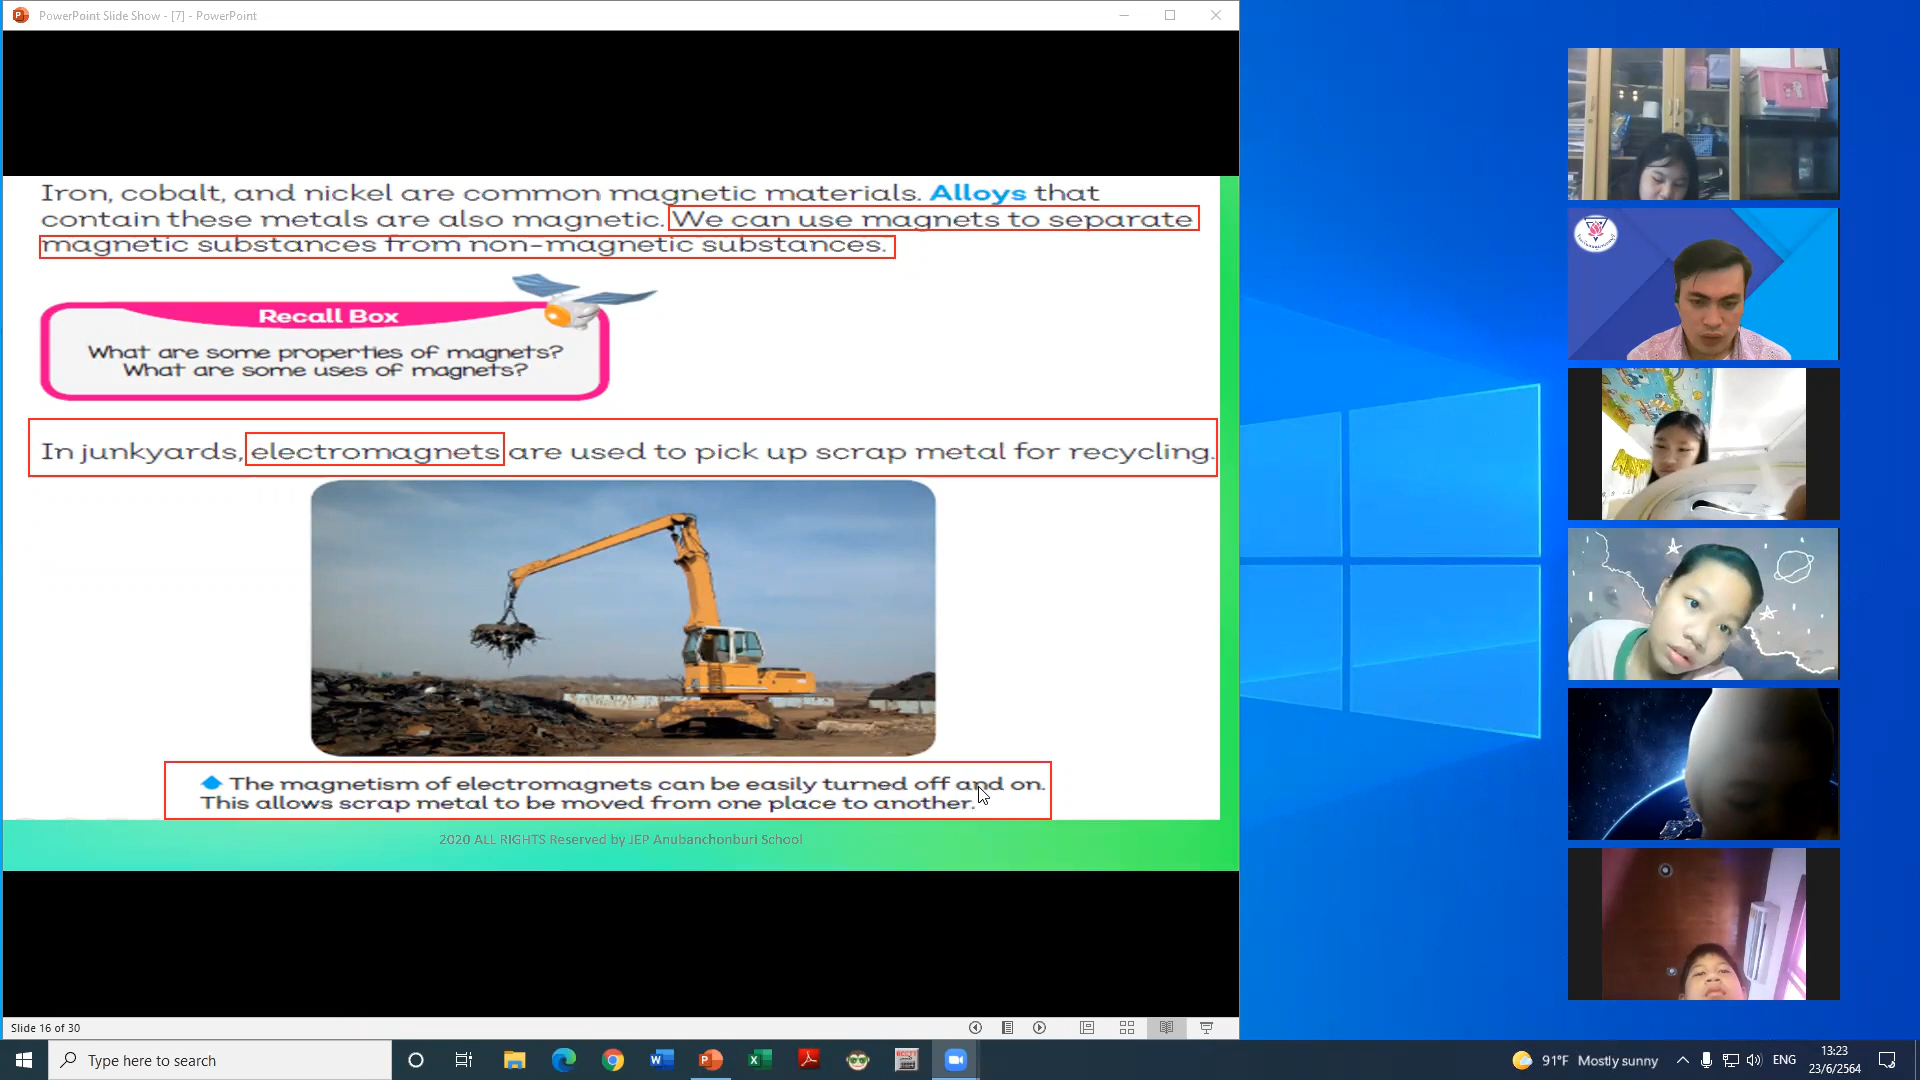 PowerPoint Slide Show - [7] - PowerPoint
Iron, cobalt, and nickel are common magnetic materials. Alloys that
contain these metals are also magnetic. We can use magnets to separate
magnetic substances from non-magnetic substances.
Recall Box
What are some properties of magnets?
What are some uses of magnets?
In junkyards, electromagnets are used to pick up scrap metal for recycling.
The magnetism of electromagnets can be easily turned off and on.
This allows scrap metal to be moved from one place to another.
2020 ALL RIGHTS Reserved by JEP Anubanchonburi School
Slide 16 of 30
Type here to search
91°F Mostly sunny
ENG
13:23
23/6/2564